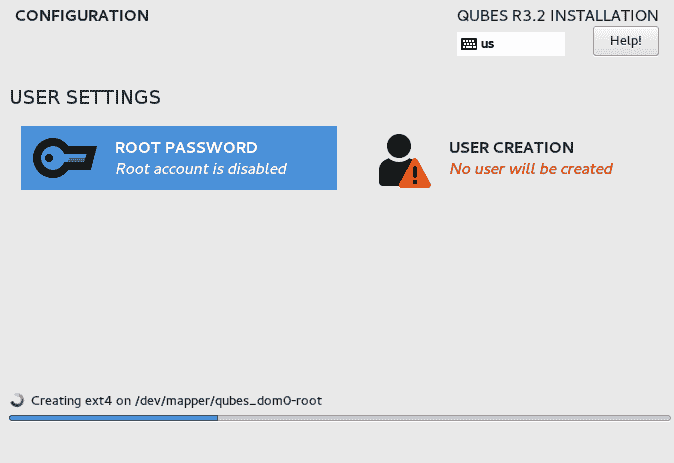 CONFIGURATION
QUBES R3.2 INSTALLATION
us
Help!
USER SETTINGS
ROOT PASSWORD
Root account is disabled
USER CREATION
No user will be created
Creating ext4 on /dev/mapper/qubes_dom0-root